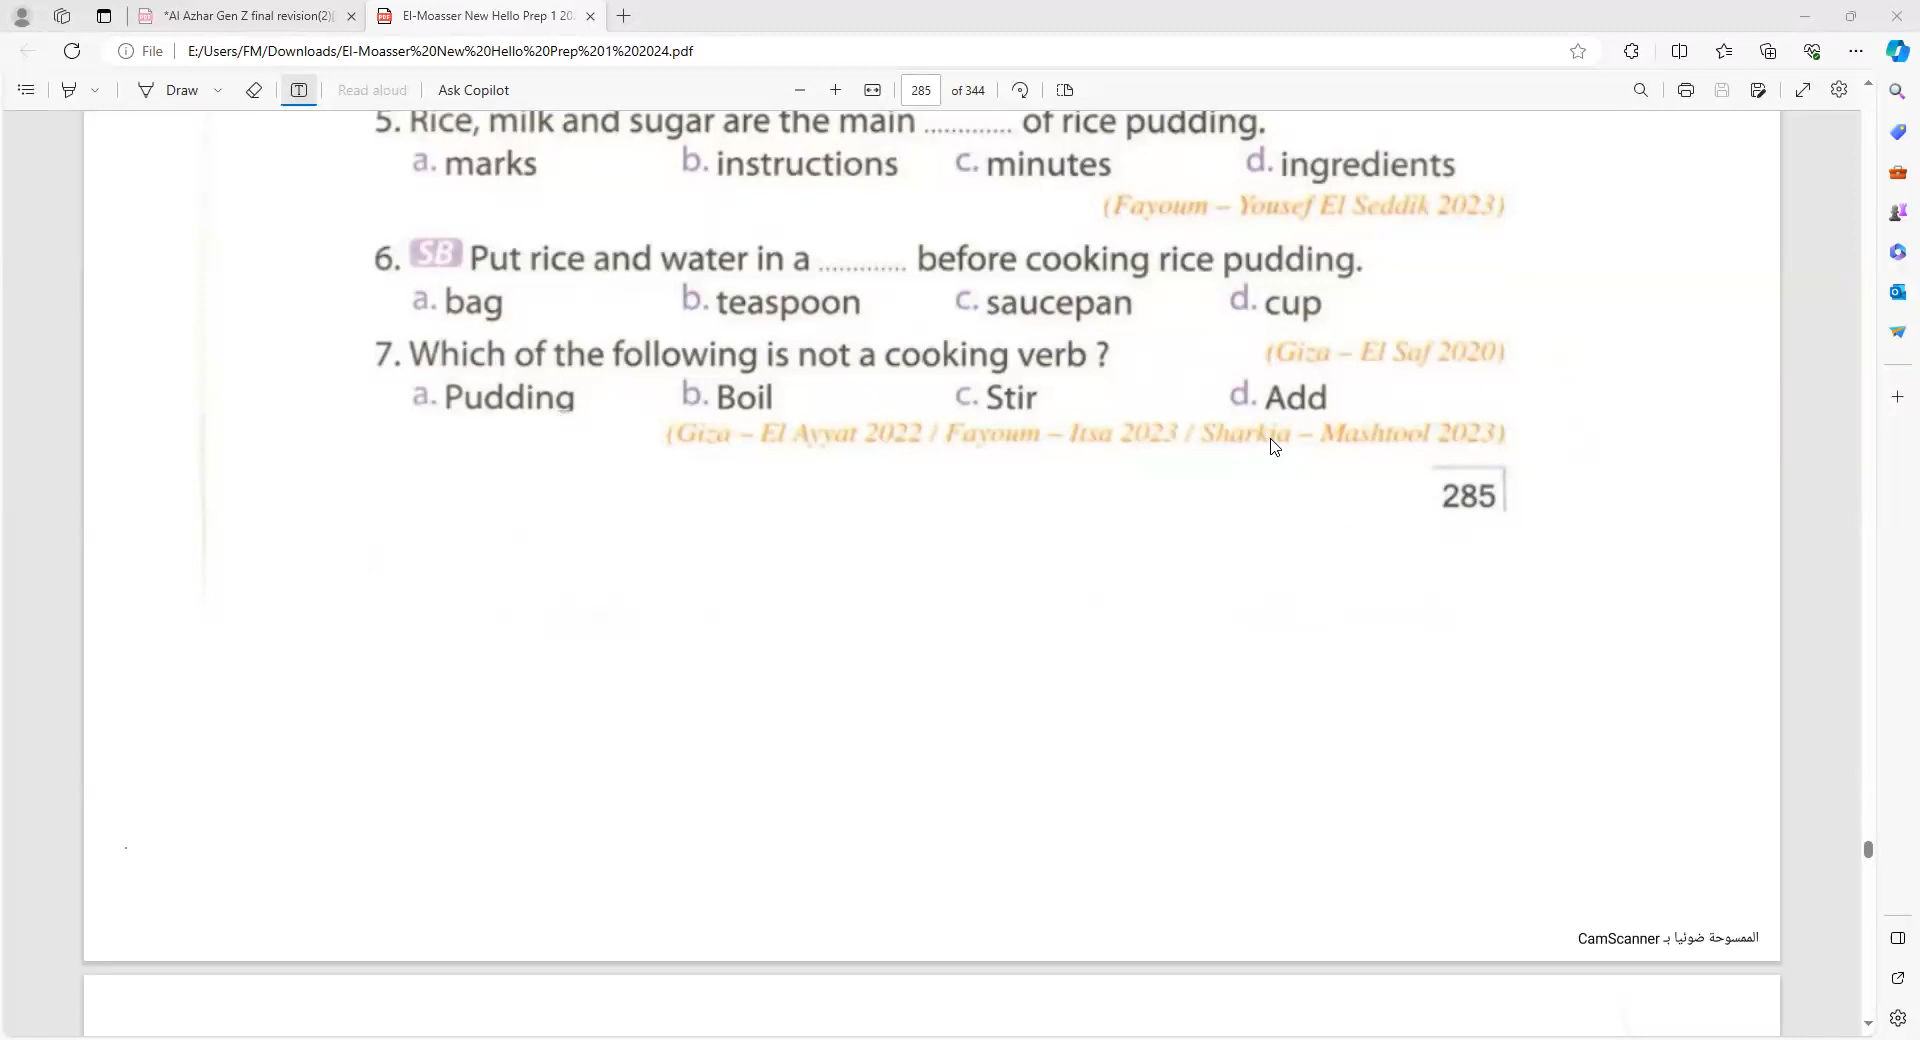 *Al Azhar Gen Z final revision(2)
El-Moasser New Hello Prep 1 20
File
E:/Users/FM/Downloads/El-Moasser%20New%20Hello%20Prep%201%202024.pdf
Draw
Read aloud
Ask Copilot
285 of 344
5. Rice, milk and sugar are the main ............. of rice pudding.
a. marks b. instructions c. minutes d. ingredients
(Fayoum – Yousef El Seddik 2023)
6. SB Put rice and water in a ............. before cooking rice pudding.
a. bag b. teaspoon c. saucepan d. cup
7. Which of the following is not a cooking verb ? (Giza – El Saf 2020)
a. Pudding b. Boil c. Stir d. Add
(Giza – El Ayyat 2022 / Fayoum – Itsa 2023 / Sharkia – Mashtool 2023)
285
الممسوحة ضوئيا بـ CamScanner